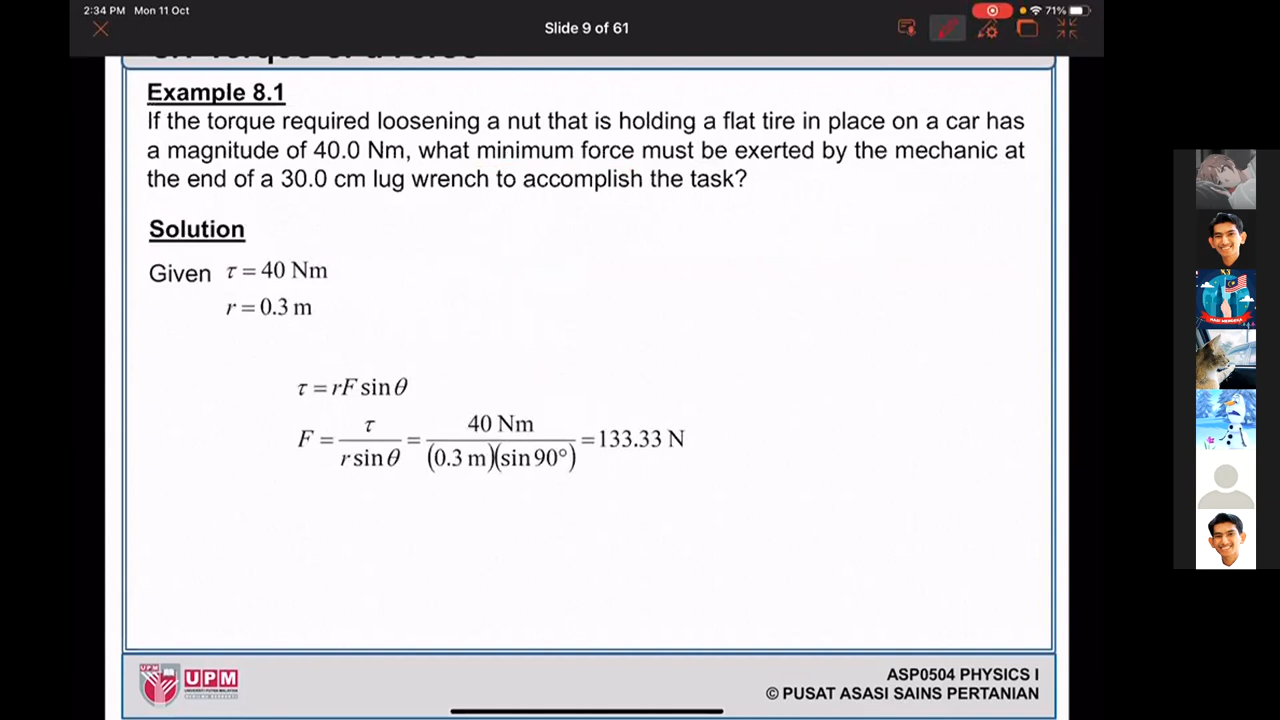 2:34 PM Mon 11 Oct
71%
Slide 9 of 61
Example 8.1
If the torque required loosening a nut that is holding a flat tire in place on a car has
a magnitude of 40.0 Nm, what minimum force must be exerted by the mechanic at
the end of a 30.0 cm lug wrench to accomplish the task?
Solution
Given τ = 40 Nm
r = 0.3 m
τ = rF sin θ
F = τ / r sin θ = 40 Nm / (0.3 m)(sin 90°) = 133.33 N
UPM
UPM
ASP0504 PHYSICS I
© PUSAT ASASI SAINS PERTANIAN